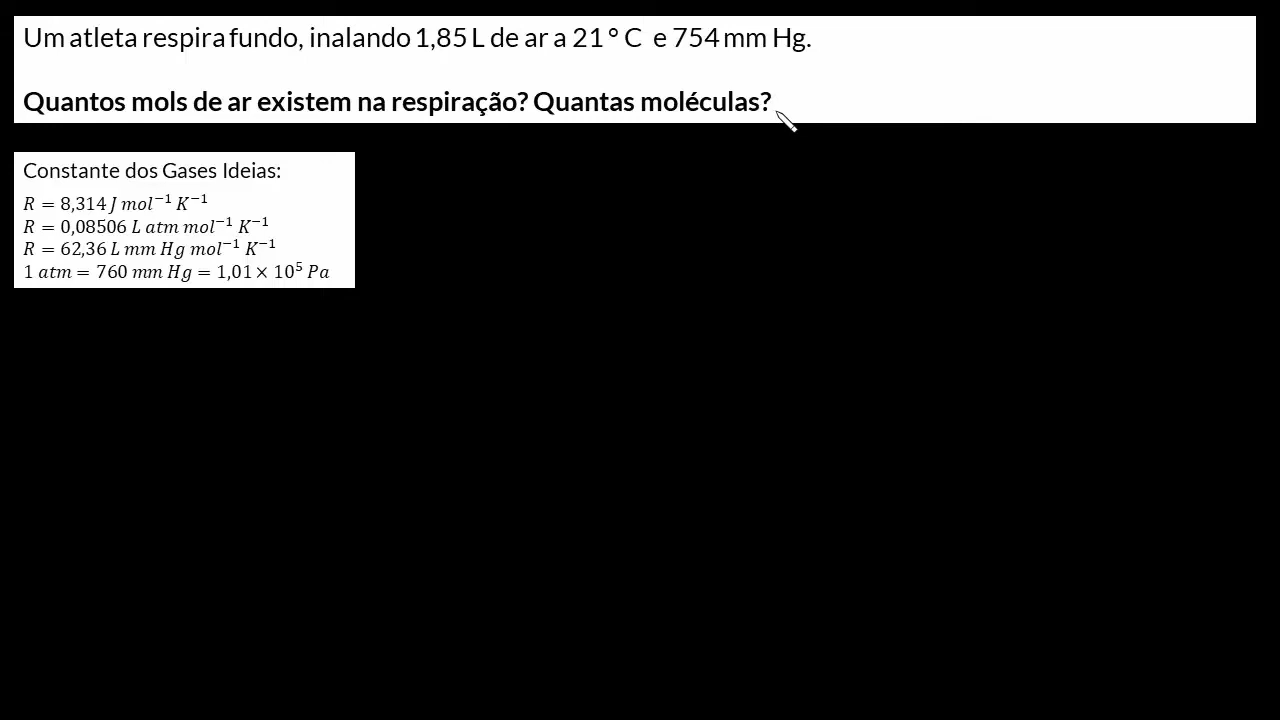 Um atleta respira fundo, inalando 1,85 L de ar a 21 ° C e 754 mm Hg.
Quantos mols de ar existem na respiração? Quantas moléculas?
Constante dos Gases Ideias:
R = 8,314 J mol⁻¹ K⁻¹
R = 0,08506 L atm mol⁻¹ K⁻¹
R = 62,36 L mm Hg mol⁻¹ K⁻¹
1 atm = 760 mm Hg = 1,01 × 10⁵ Pa